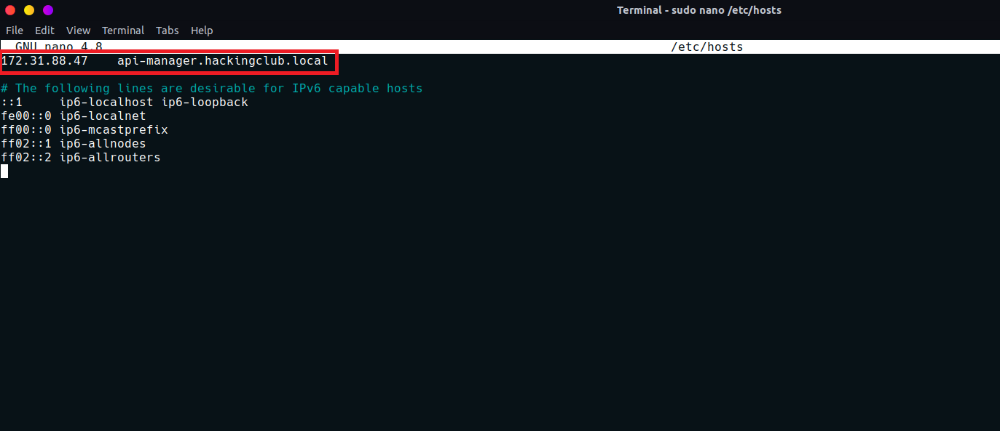 Terminal - sudo nano /etc/hosts
File Edit View Terminal Tabs Help
GNU nano 4.8 /etc/hosts
172.31.88.47 api-manager.hackingclub.local
# The following lines are desirable for IPv6 capable hosts
::1 ip6-localhost ip6-loopback
fe00::0 ip6-localnet
ff00::0 ip6-mcastprefix
ff02::1 ip6-allnodes
ff02::2 ip6-allrouters